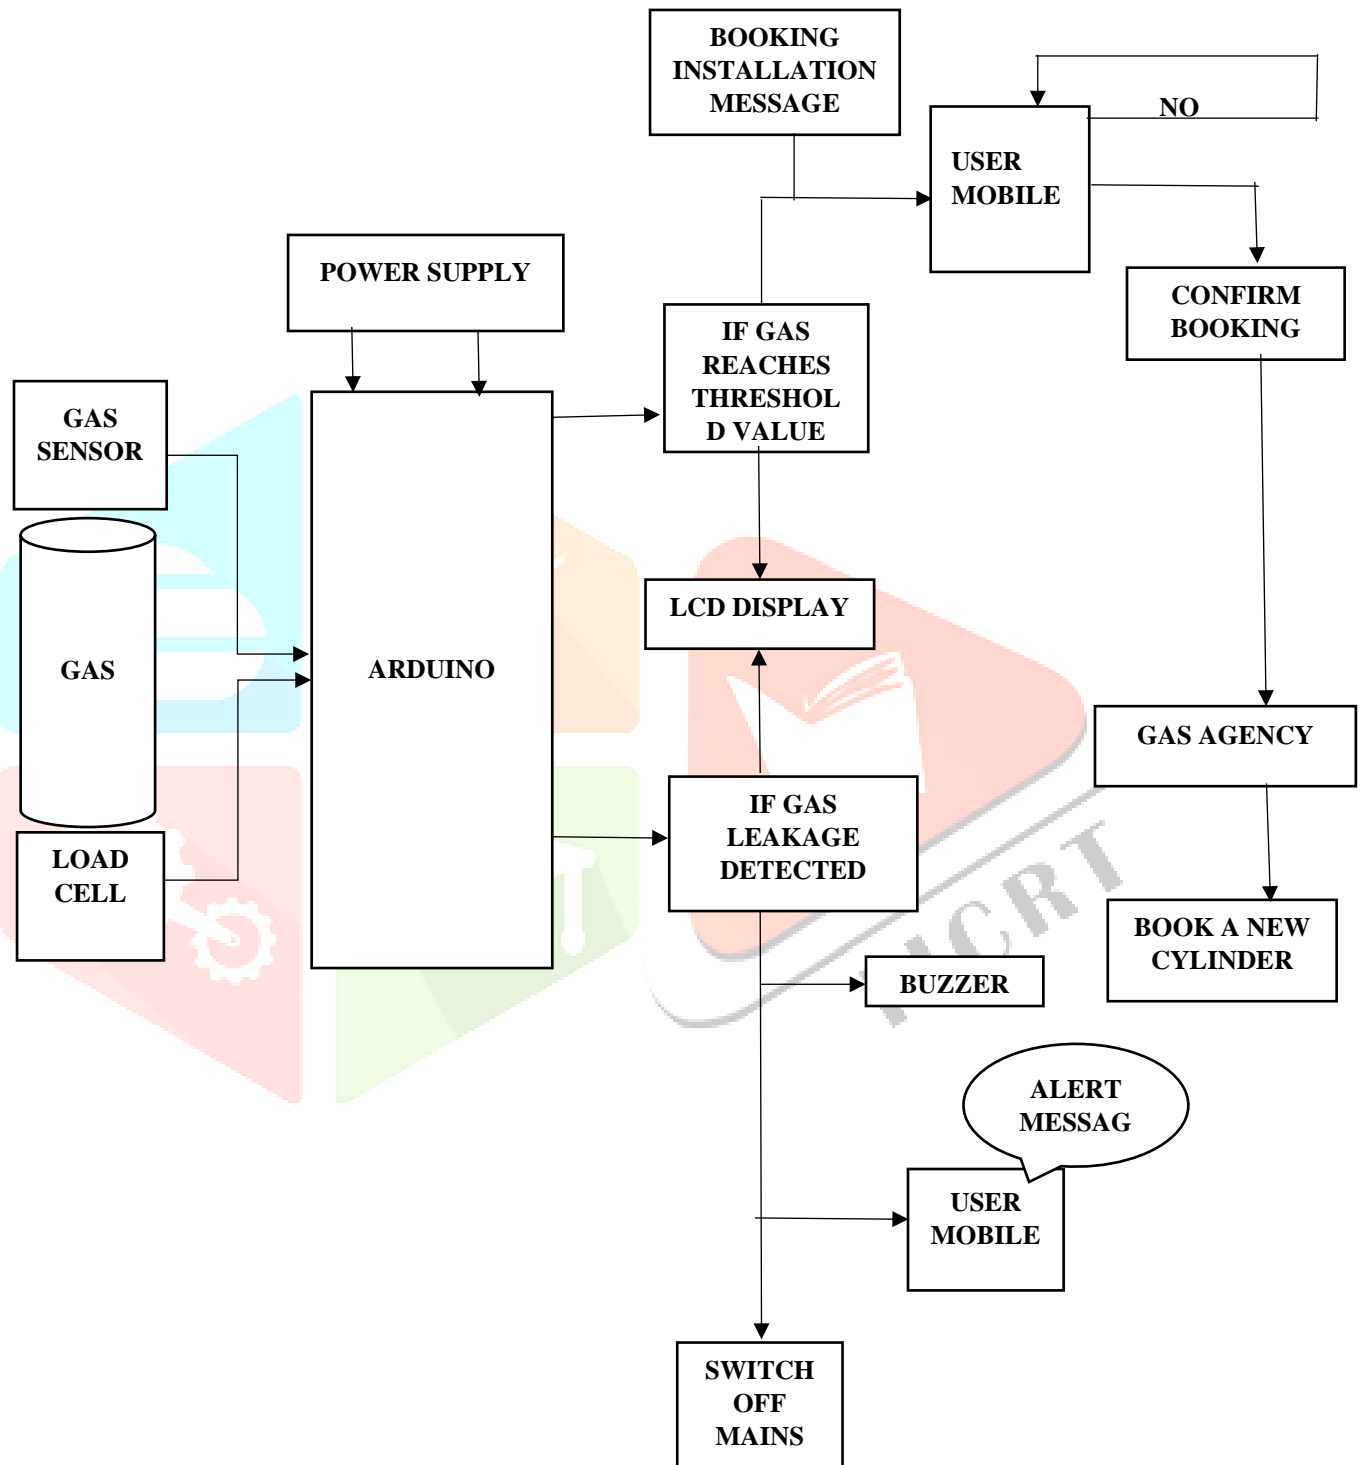 BOOKING
INSTALLATION
MESSAGE
NO
USER
MOBILE
POWER SUPPLY
CONFIRM
BOOKING
IF GAS
REACHES
THRESHOL
D VALUE
GAS
SENSOR
LCD DISPLAY
GAS
ARDUINO
GAS AGENCY
IF GAS
LEAKAGE
DETECTED
LOAD
CELL
BOOK A NEW
CYLINDER
BUZZER
ALERT
MESSAG
USER
MOBILE
SWITCH
OFF
MAINS